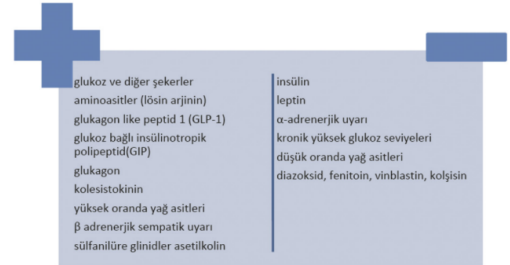 glukoz ve diğer şekerler
aminoasitler (lösin arjinin)
glukagon like peptid 1 (GLP-1)
glukoz bağlı insülinotropik
polipeptid(GIP)
glukagon
kolesistokinin
yüksek oranda yağ asitleri
β adrenerjik sempatik uyarı
sülfanilüre glinidler asetilkolin
insülin
leptin
α-adrenerjik uyarı
kronik yüksek glukoz seviyeleri
düşük oranda yağ asitleri
diazoksid, fenitoin, vinblastin, kolşisin